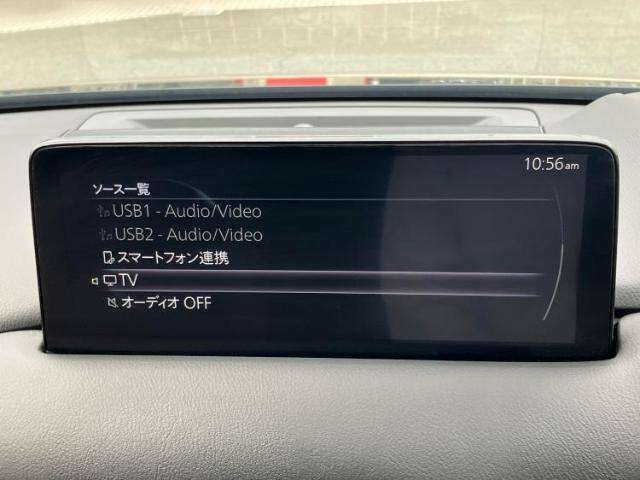 10:56am
ソース一覧
USB1 - Audio/Video
USB2 - Audio/Video
スマートフォン連携
TV
オーディオ OFF